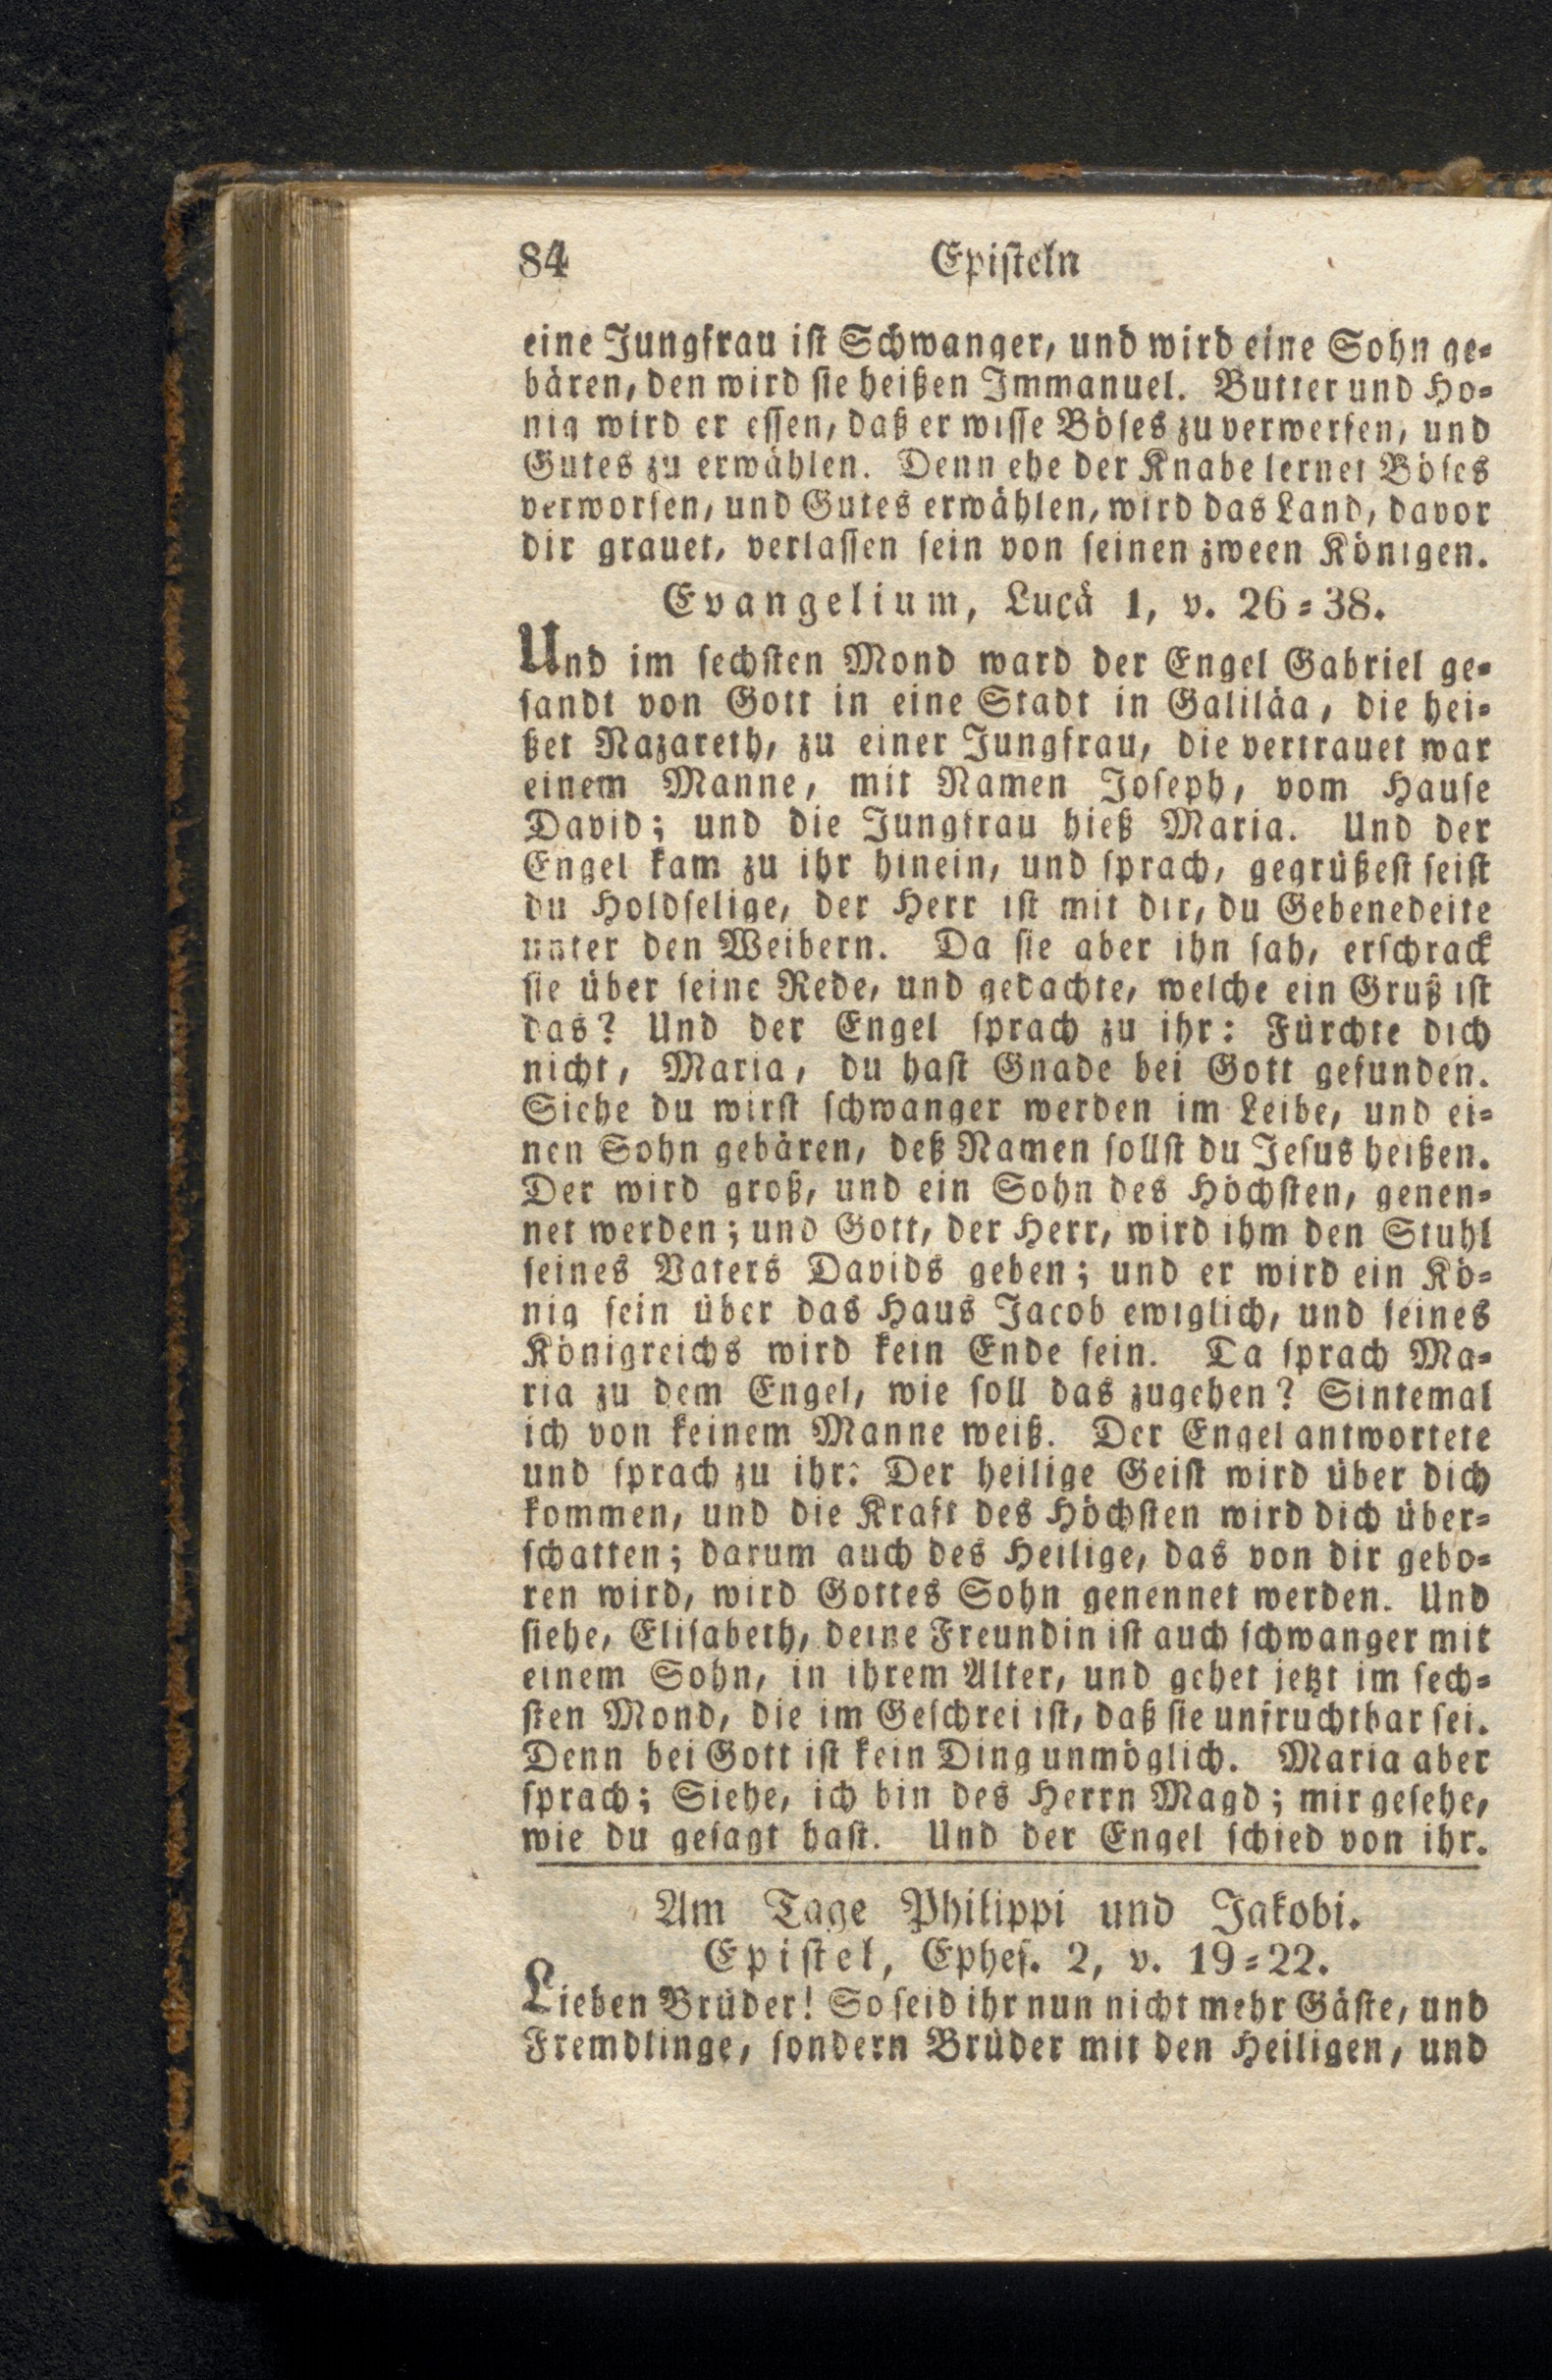 84 Episteln
eine Jungfrau ist Schwanger, und wird eine Sohn ge⸗
bären, den wird sie heißen Immanuel. Butter und Ho⸗
nig wird er essen, daß er wisse Böses zu verwerfen, und
Gutes zu erwählen. Denn ehe der Knabe lernet Böses
verworfen, und Gutes erwählen, wird das Land, davor
dir grauet, verlassen sein von seinen zween Königen.
Evangelium, Lucä 1, v. 26⸗38.
Und im sechsten Mond ward der Engel Gabriel ge⸗
sandt von Gott in eine Stadt in Galiläa, die hei⸗
ßet Nazareth, zu einer Jungfrau, die vertrauet war
einem Manne, mit Namen Joseph, vom Hause
David; und die Jungfrau hieß Maria. Und der
Engel kam zu ihr hinein, und sprach, gegrüßest seist
du Holdselige, der Herr ist mit dir, du Gebenedeite
unter den Weibern. Da sie aber ihn sah, erschrack
sie über seine Rede, und gedachte, welche ein Gruß ist
das? Und der Engel sprach zu ihr: Fürchte dich
nicht, Maria, du hast Gnade bei Gott gefunden.
Siehe du wirst schwanger werden im Leibe, und ei⸗
nen Sohn gebären, deß Namen sollst du Jesus heißen.
Der wird groß, und ein Sohn des Höchsten, genen⸗
net werden; und Gott, der Herr, wird ihm den Stuhl
seines Vaters Davids geben; und er wird ein Kö⸗
nig sein über das Haus Jacob ewiglich, und seines
Königreichs wird kein Ende sein. Da sprach Ma⸗
ria zu dem Engel, wie soll das zugehen? Sintemal
ich von keinem Manne weiß. Der Engel antwortete
und sprach zu ihr: Der heilige Geist wird über dich
kommen, und die Kraft des Höchsten wird dich über⸗
schatten; darum auch des Heilige, das von dir gebo⸗
ren wird, wird Gottes Sohn genennet werden. Und
siehe, Elisabeth, deine Freundin ist auch schwanger mit
einem Sohn, in ihrem Alter, und gehet jetzt im sech⸗
sten Mond, die im Geschrei ist, daß sie unfruchtbar sei.
Denn bei Gott ist kein Ding unmöglich. Maria aber
sprach; Siehe, ich bin des Herrn Magd; mir gesehe,
wie du gesagt hast. Und der Engel schied von ihr.
Am Tage Philippi und Jakobi.
Epistel, Ephes. 2, v. 19⸗22.
Lieben Brüder! So seid ihr nun nicht mehr Gäste, und
Fremdlinge, sondern Brüder mit den Heiligen, und